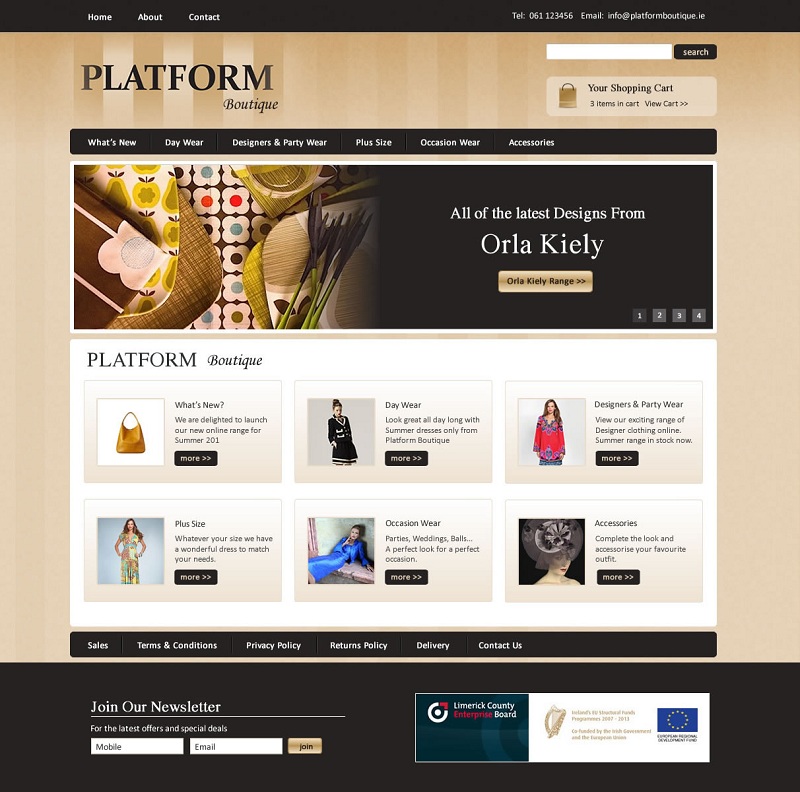 Home About Contact Tel: 061 123456 Email: info@platformboutique.ie
search
PLATFORM
Boutique
Your Shopping Cart
3 items in cart View Cart >>
What's New Day Wear Designers & Party Wear Plus Size Occasion Wear Accessories
All of the latest Designs From
Orla Kiely
Orla Kiely Range >>
1 2 3 4
PLATFORM Boutique
What's New?
We are delighted to launch
our new online range for
Summer 201
more >>
Day Wear
Look great all day long with
Summer dresses only from
Platform Boutique
more >>
Designers & Party Wear
View our exciting range of
Designer clothing online.
Summer range in stock now.
more >>
Plus Size
Whatever your size we have
a wonderful dress to match
your needs.
more >>
Occasion Wear
Parties, Weddings, Balls...
A perfect look for a perfect
occasion.
more >>
Accessories
Complete the look and
accessorise your favourite
outfit.
more >>
Sales Terms & Conditions Privacy Policy Returns Policy Delivery Contact Us
Join Our Newsletter
For the latest offers and special deals
Mobile Email join
Limerick County
Enterprise Board
Ireland's EU Structural Funds
Programmes 2007 - 2013
Co-funded by the Irish Government
and the European Union
EUROPEAN REGIONAL
DEVELOPMENT FUND